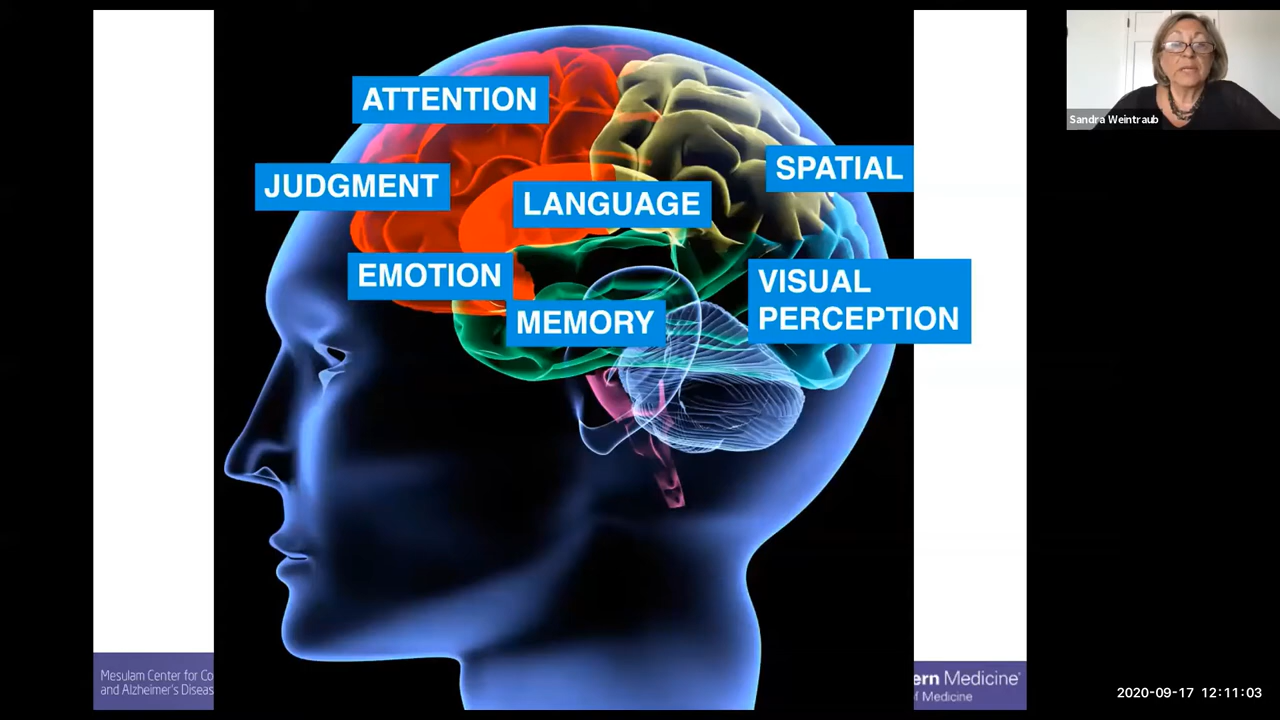 ATTENTION
JUDGMENT
LANGUAGE
SPATIAL
EMOTION
MEMORY
VISUAL
PERCEPTION
Sandra Weintraub
Mesulam Center for Co
and Alzheimer's Diseas
ern Medicine®
f Medicine
2020-09-17 12:11:03